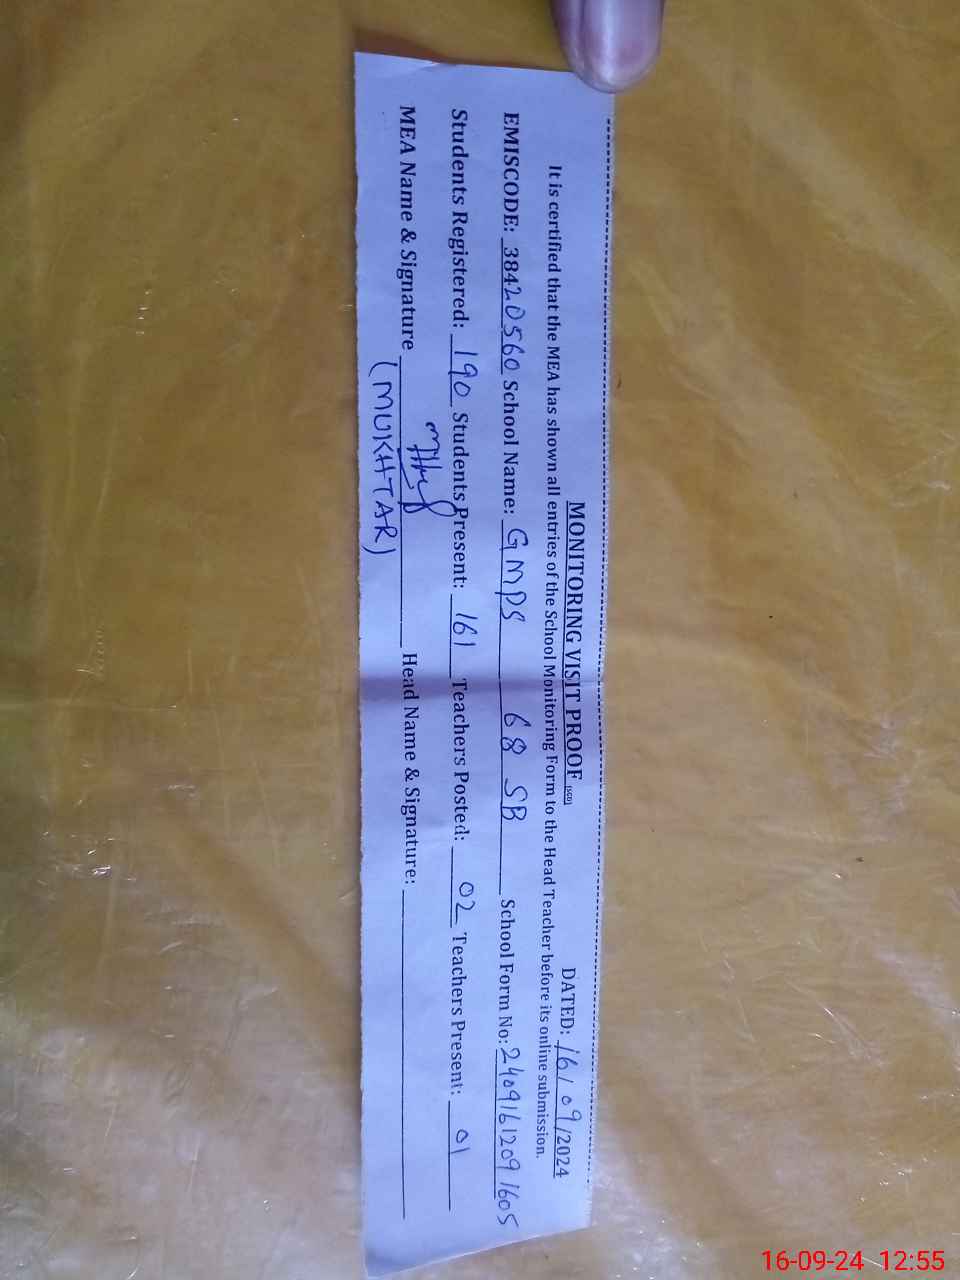 MONITORING VISIT PROOF (SCD) DATED: 16/09/2024
It is certified that the MEA has shown all entries of the School Monitoring Form to the Head Teacher before its online submission.
EMISCODE: 38420560 School Name: GMPS 68 SB School Form No: 24091612091605
Students Registered: 190 Students Present: 161 Teachers Posted: 02 Teachers Present: 01
MEA Name & Signature Head Name & Signature:
(MUKHTAR)
16-09-24 12:55